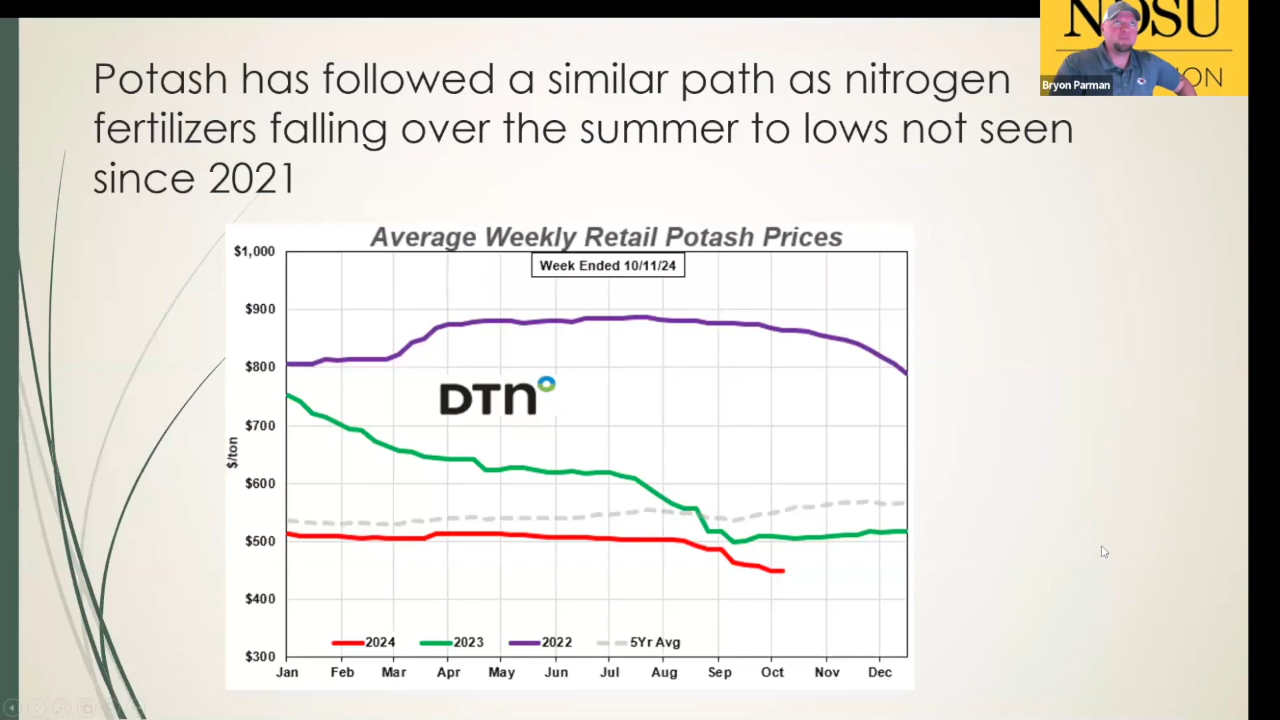 NDSU
Bryon Parman
Potash has followed a similar path as nitrogen
fertilizers falling over the summer to lows not seen
since 2021
Average Weekly Retail Potash Prices
Week Ended 10/11/24
$1,000
$900
$800
$700
$600
$500
$400
$300
$/ton
DTN
2024
2023
2022
5Yr Avg
Jan Feb Mar Apr May Jun Jul Aug Sep Oct Nov Dec